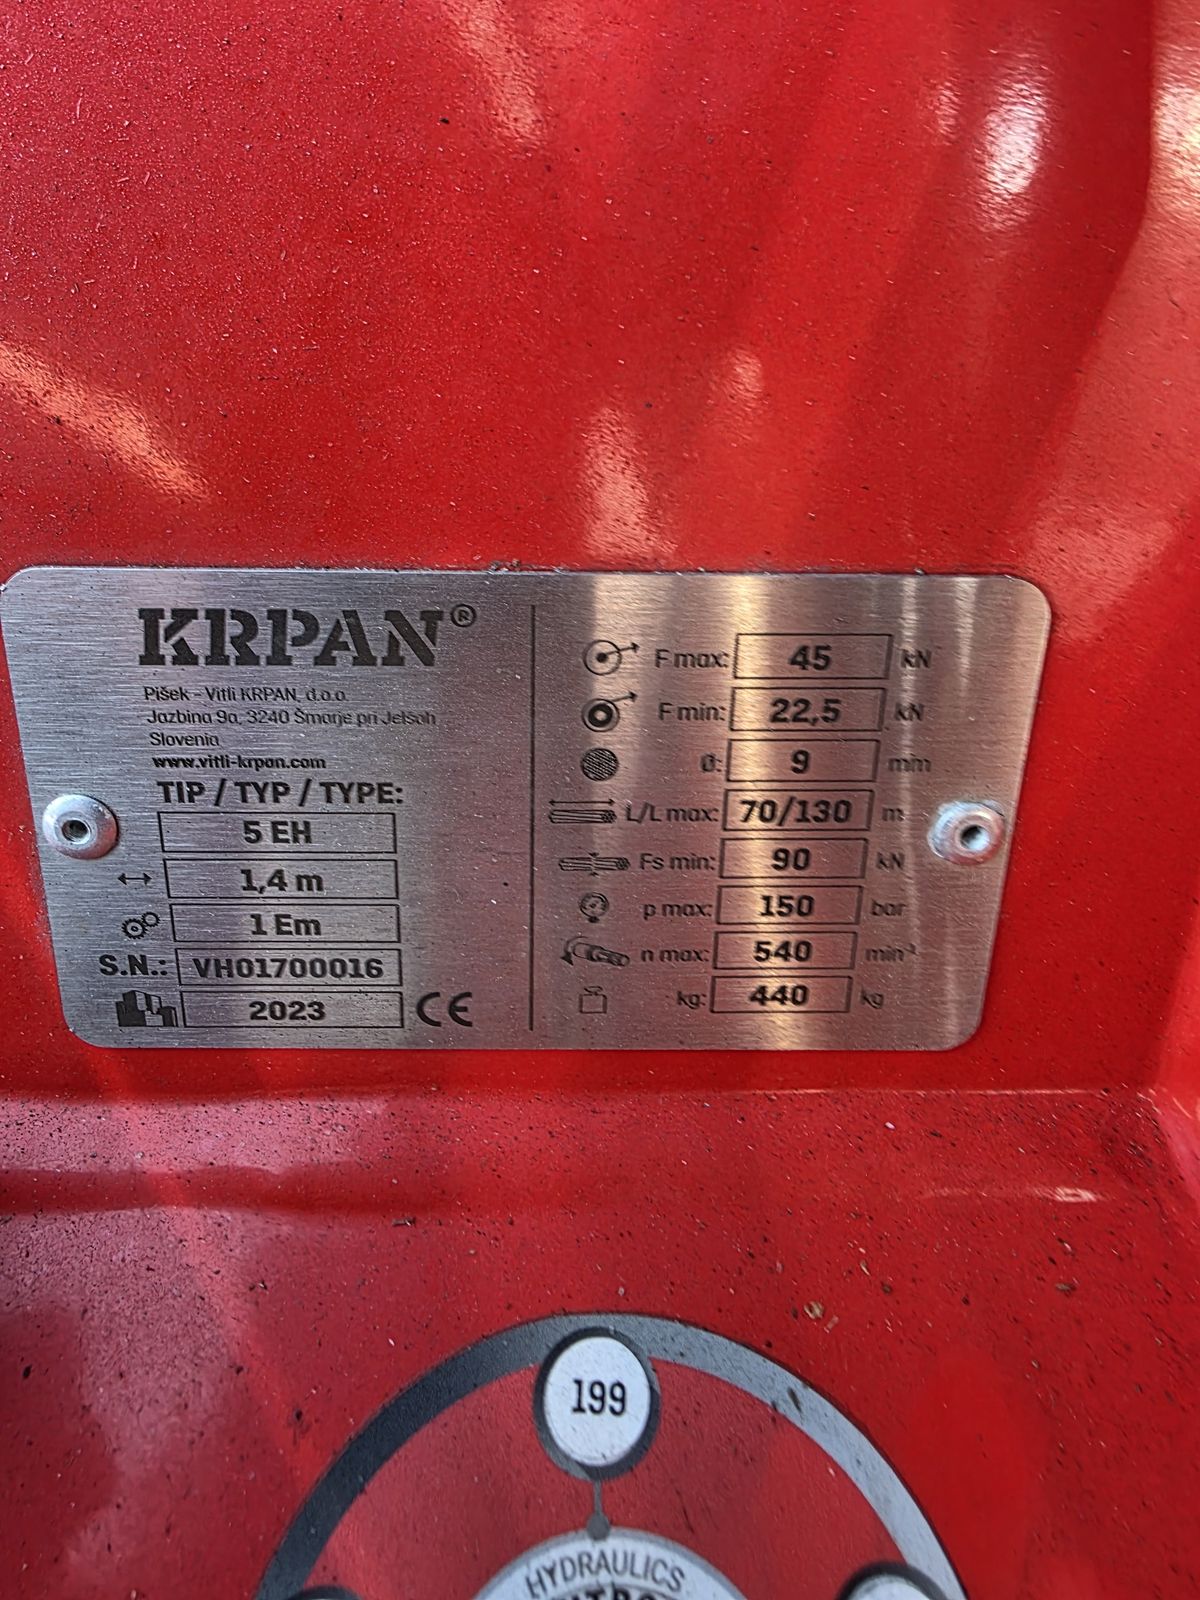 KRPAN®
Pišek - Vitli KRPAN, d.o.o.
Jazbina 9a, 3240 Šmarje pri Jelšah
Slovenia
www.vitli-krpan.com
TIP / TYP / TYPE:
5 EH
1,4 m
1 Em
S.N.: VH01700016
2023 CE
F max: 45 kN
F min: 22,5 kN
Ø: 9 mm
L/L max: 70/130 m
Fs min: 90 kN
p max: 150 bar
n max: 540 min⁻¹
kg: 440 kg
199
HYDRAULICS